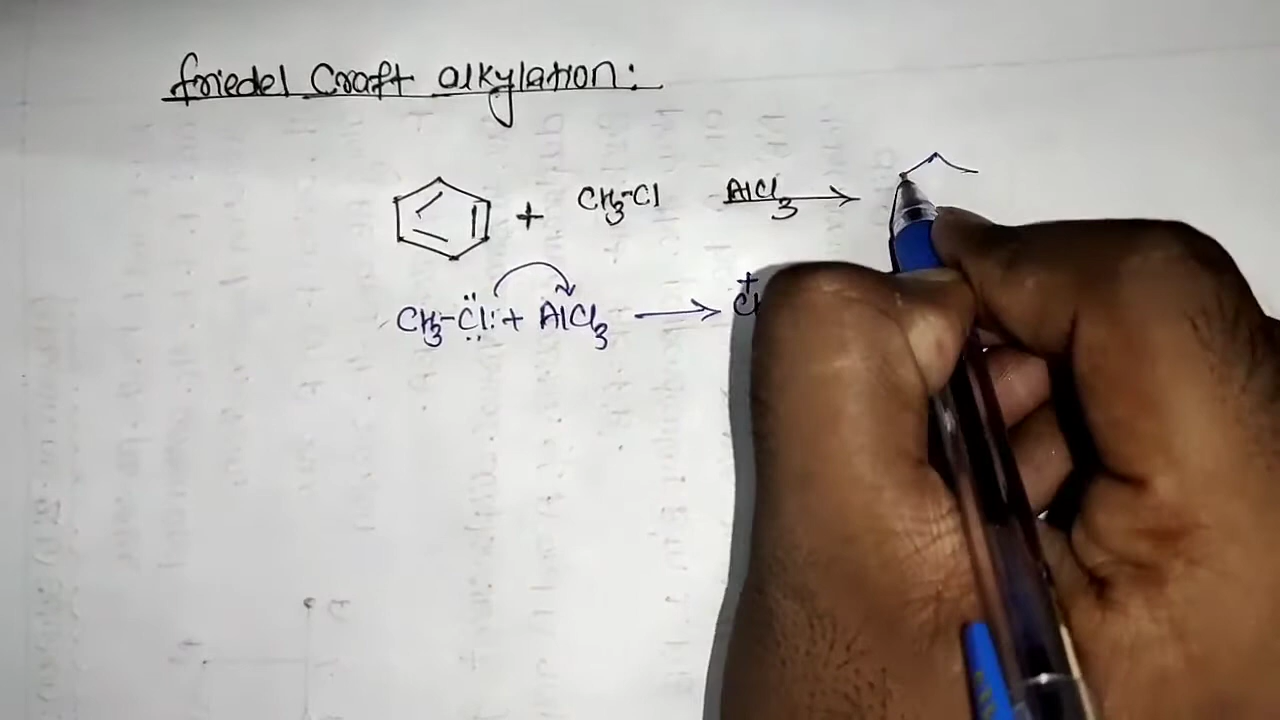 Friedel Craft alkylation:
+ CH₃-Cl AlCl₃ →
CH₃-Cl: + AlCl₃ →